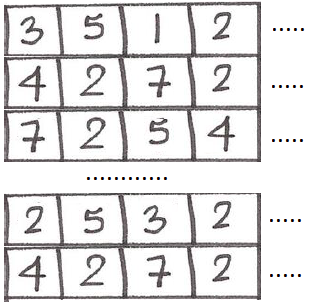 3 5 1 2 .....
4 2 7 2 .....
7 2 5 4 .....
............
2 5 3 2 .....
4 2 7 2 .....